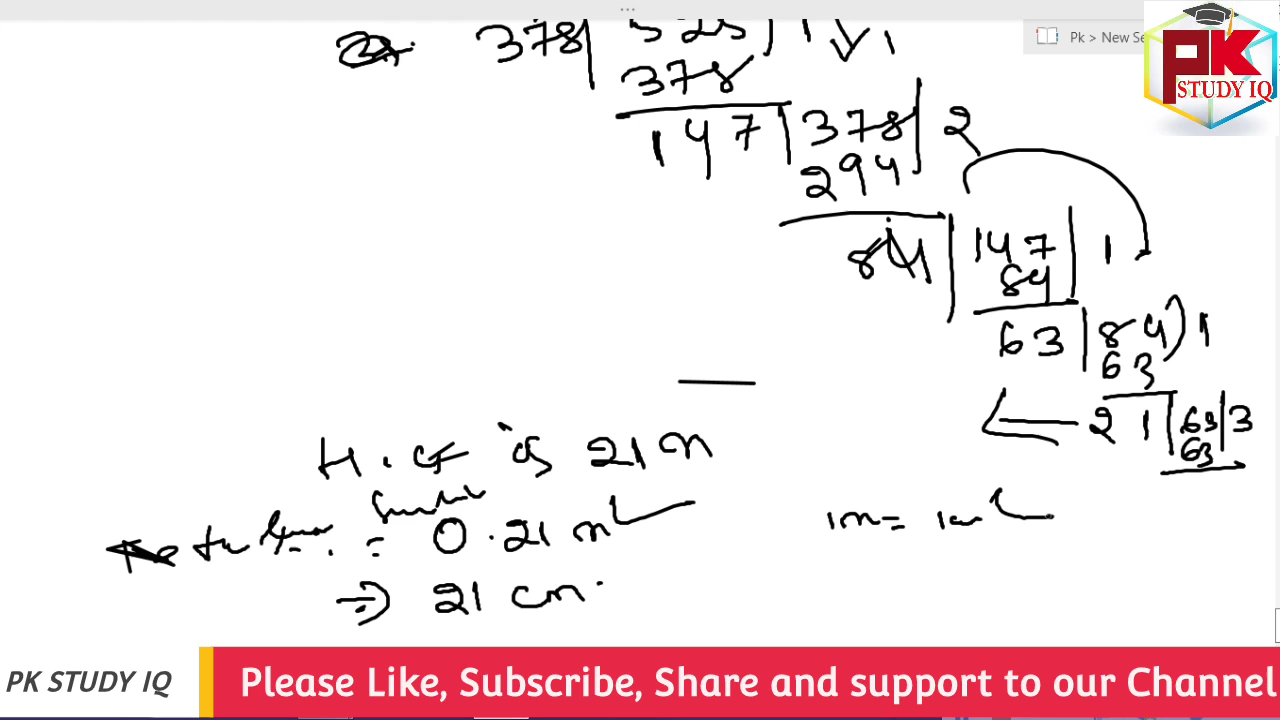 378 525 1
Pk > New Se
PK
STUDY IQ
378
147 378 2
294
84 147 1
84
63 84 1
63
21 63 3
63
H.CF is 21 m
= 0.21 m
1m =
⇒ 21 cm.
PK STUDY IQ
Please Like, Subscribe, Share and support to our Channel